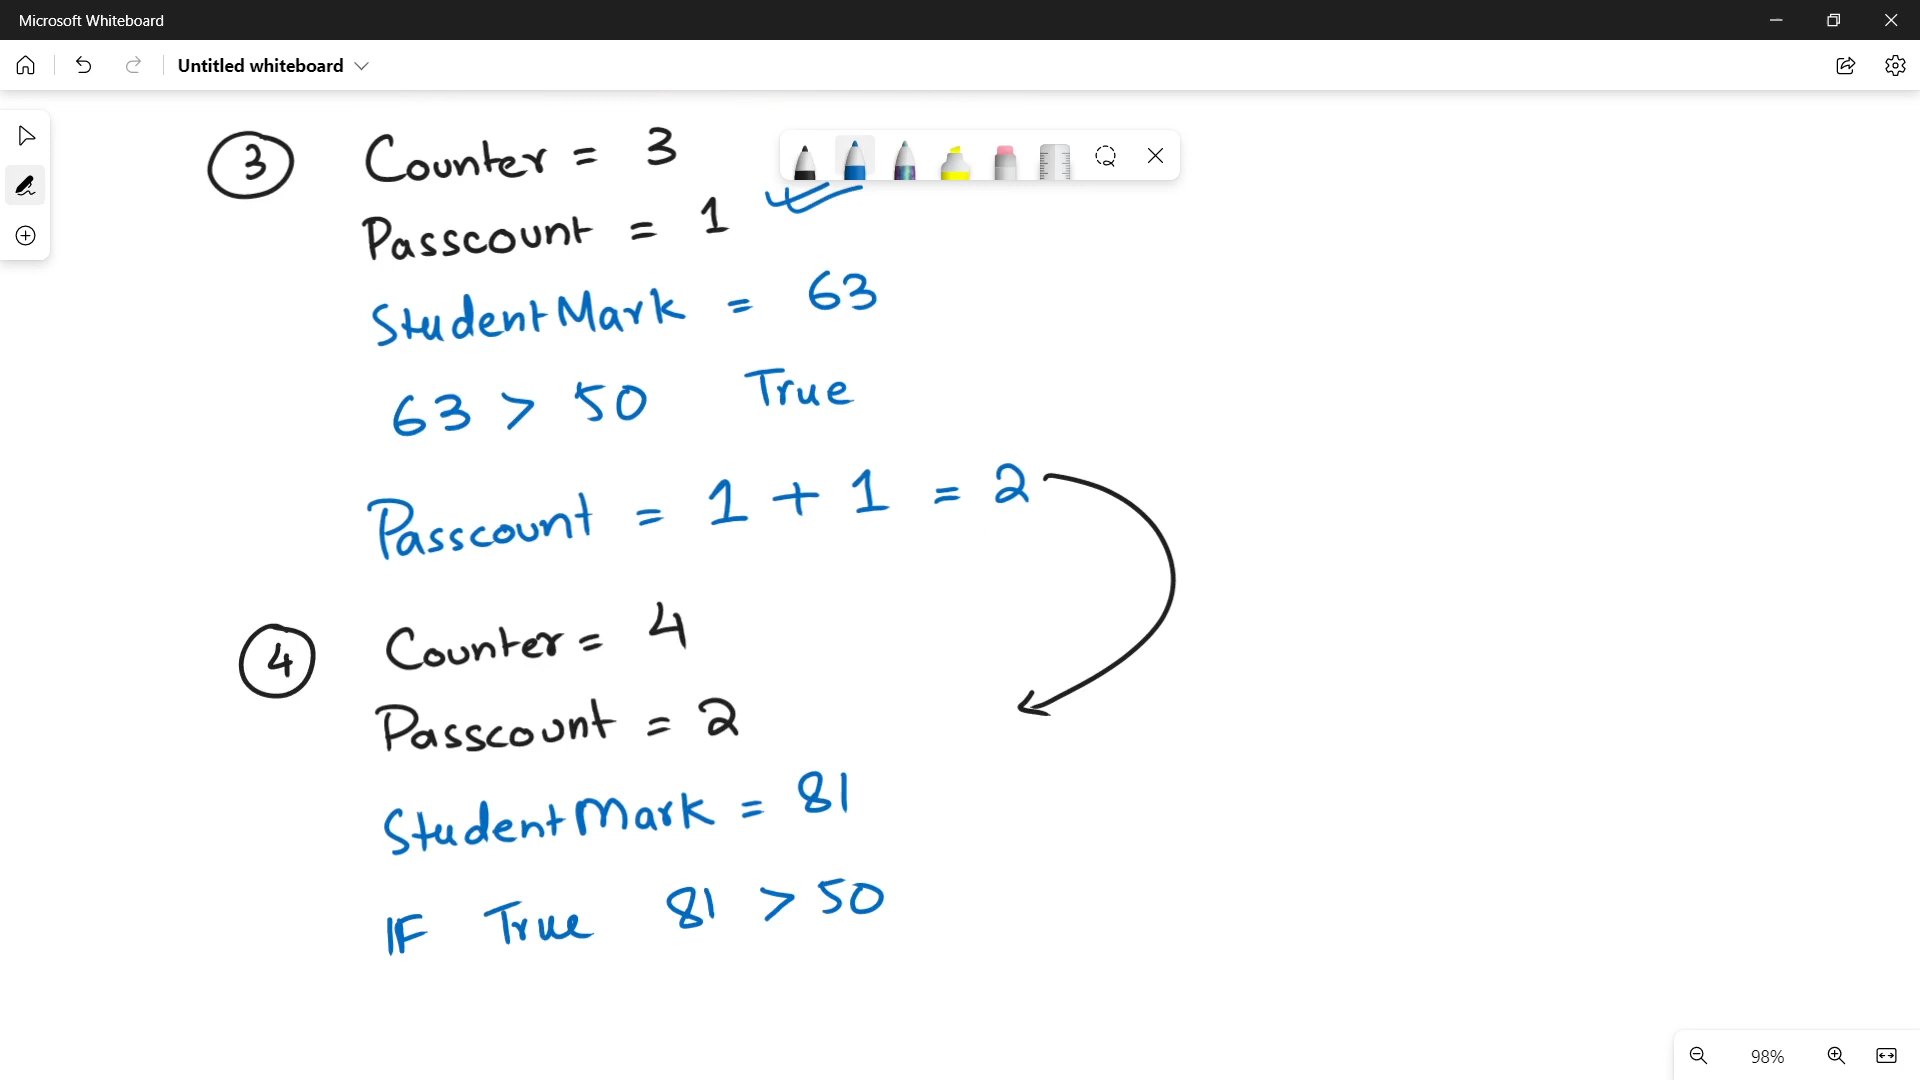 Microsoft Whiteboard
Untitled whiteboard
3 Counter = 3
Passcount = 1
StudentMark = 63
63 > 50 True
Passcount = 1 + 1 = 2
4 Counter = 4
Passcount = 2
StudentMark = 81
IF True 81 > 50
98%